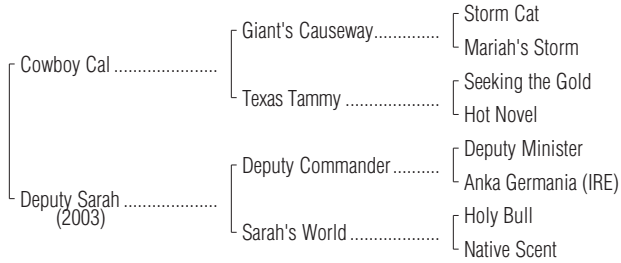 Storm Cat
Giant's Causeway..............
Mariah's Storm
Cowboy Cal ......................
Seeking the Gold
Texas Tammy ....................
Hot Novel
Deputy Minister
Deputy Commander..........
Anka Germania (IRE)
Deputy Sarah ....................
(2003)
Holy Bull
Sarah's World ...................
Native Scent